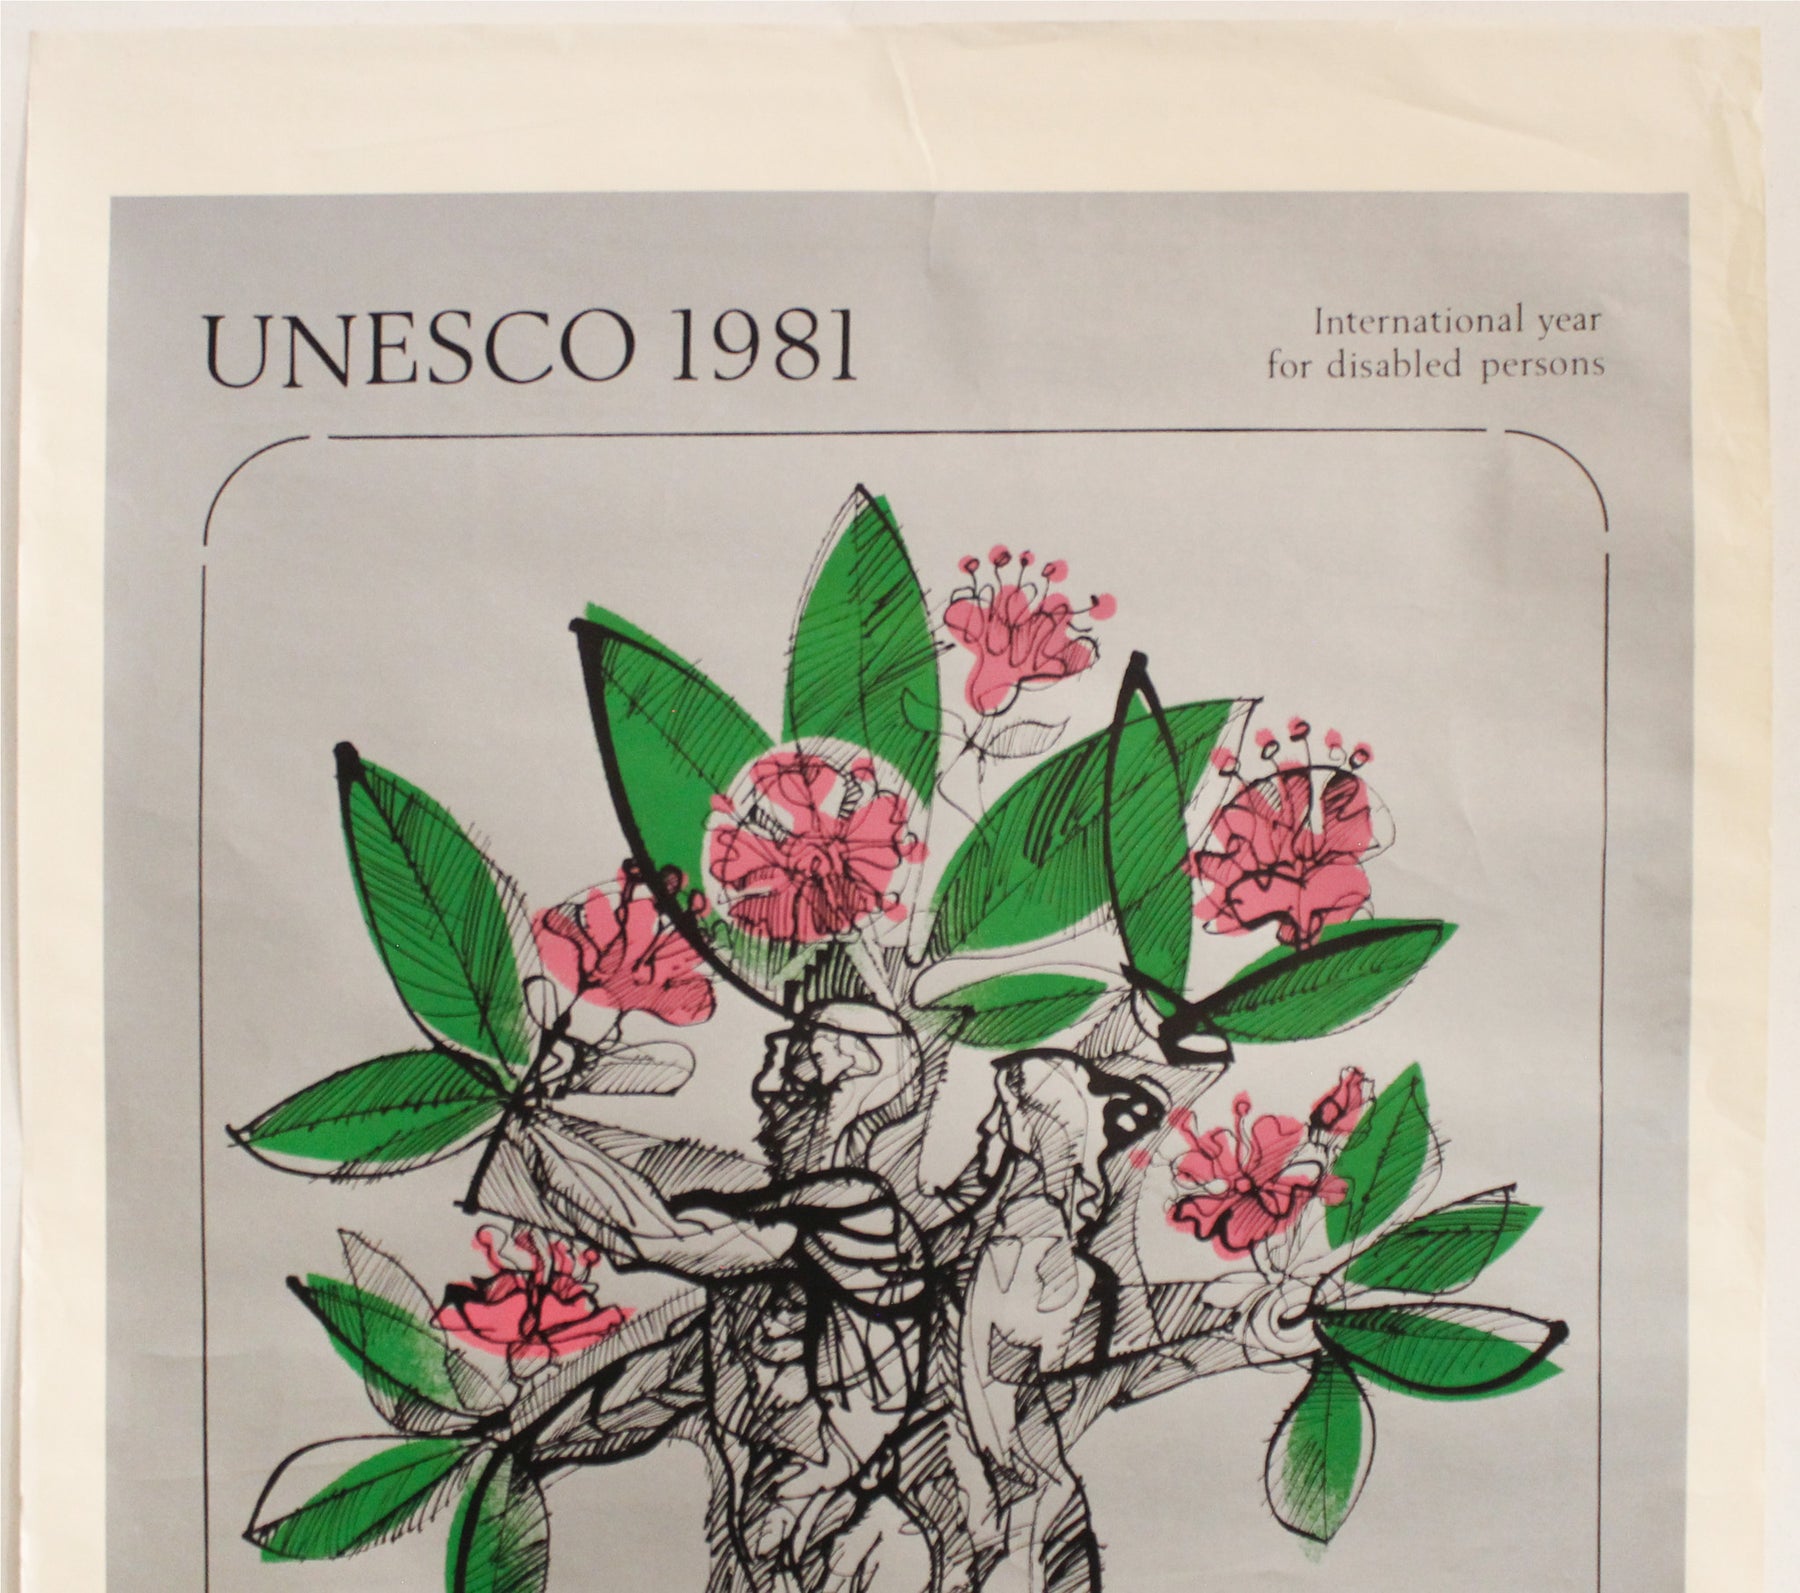 UNESCO 1981
International year
for disabled persons